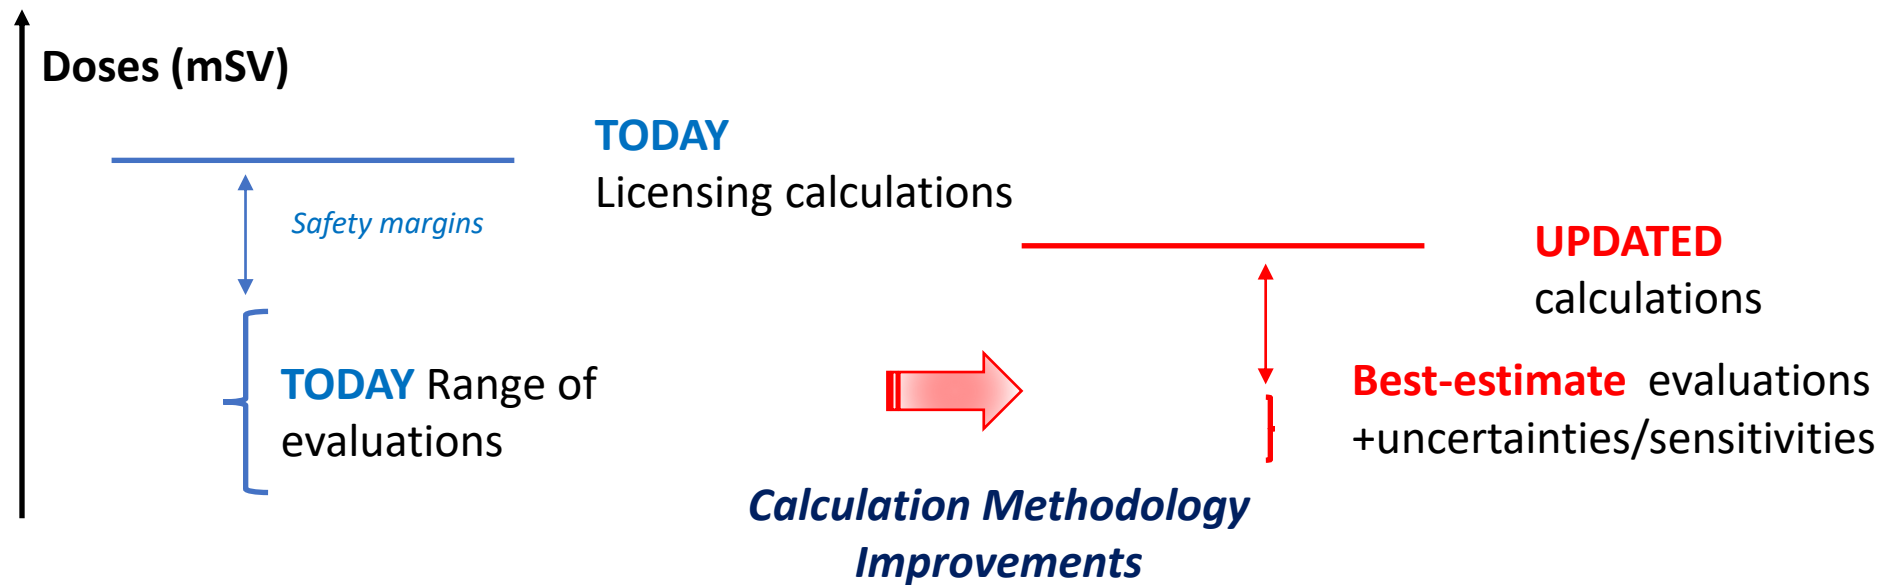 Doses (mSV)
TODAY
Licensing calculations
Safety margins
UPDATED
calculations
TODAY Range of
evaluations
Best-estimate evaluations
+uncertainties/sensitivities
Calculation Methodology
Improvements